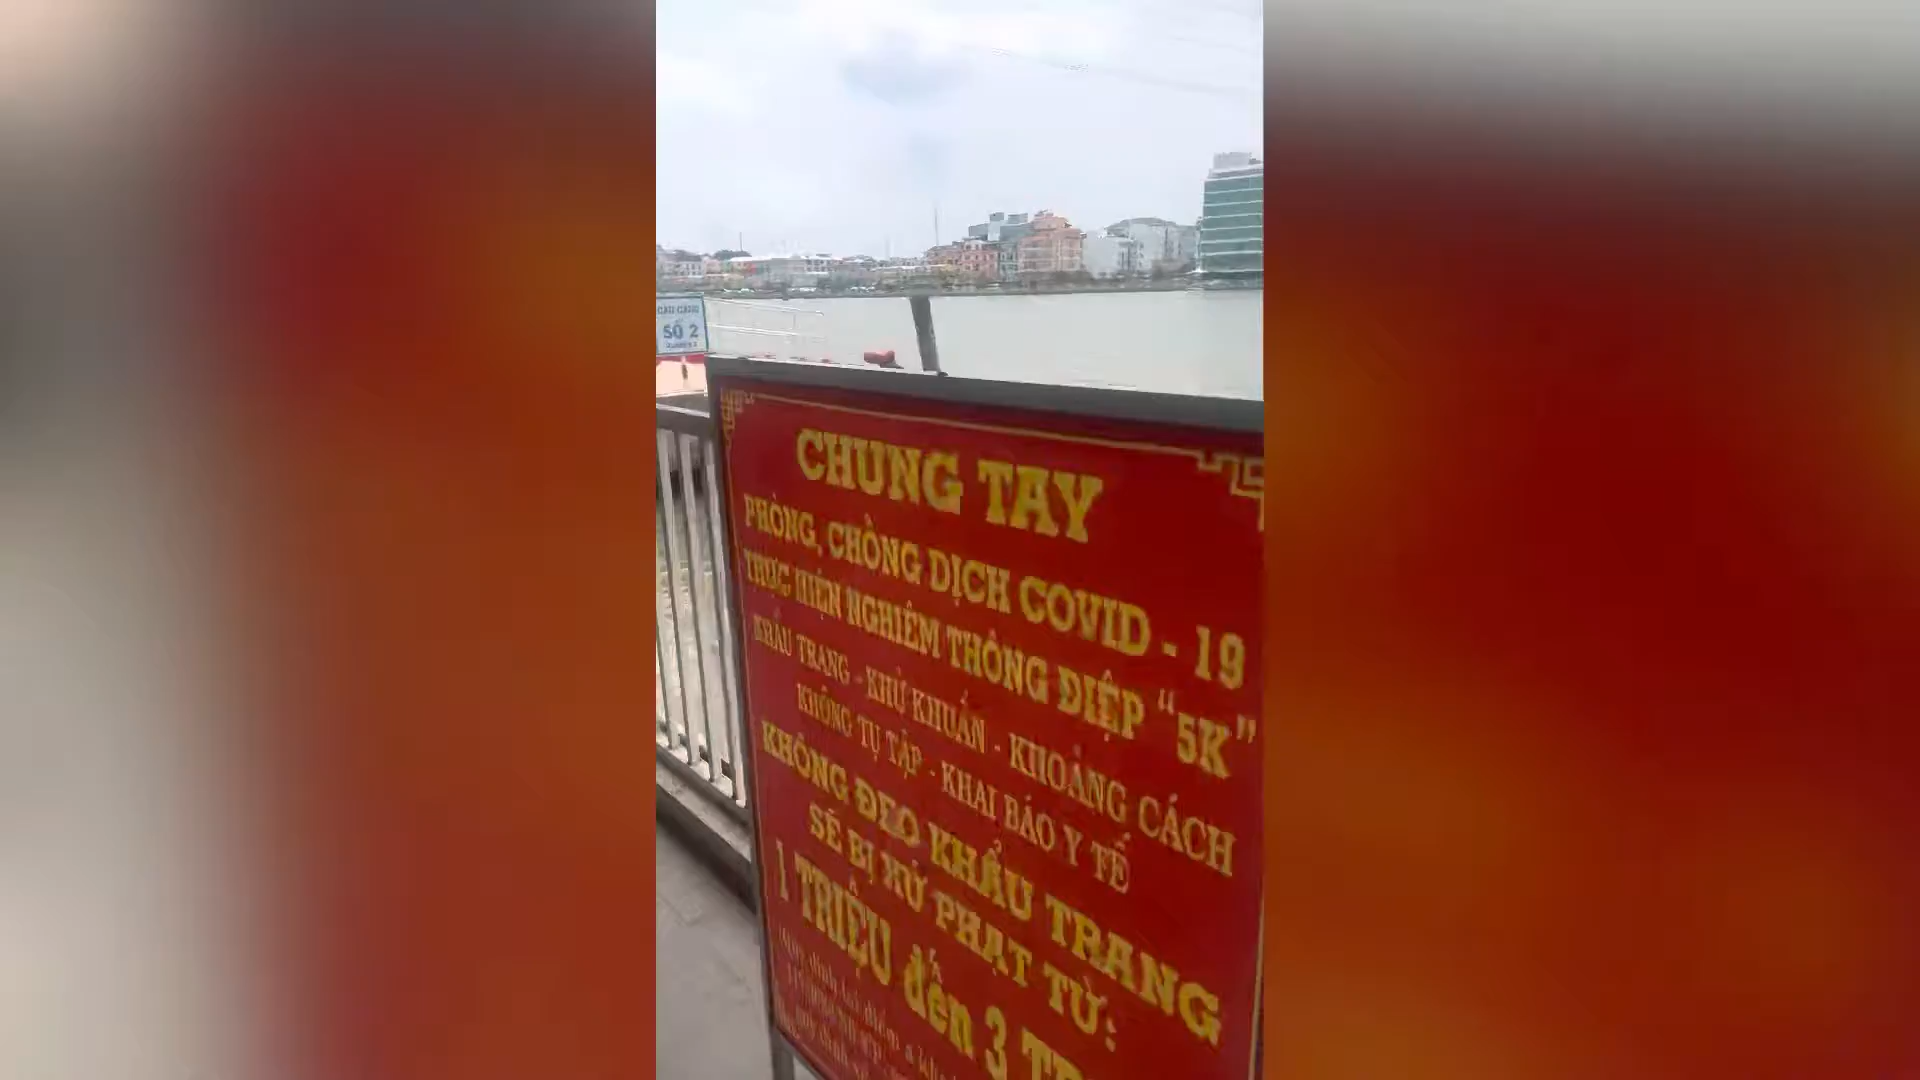 CẦU CẢNG
SỐ 2
CHUNG TAY
PHÒNG, CHỐNG DỊCH COVID - 19
THỰC HIỆN NGHIÊM THÔNG ĐIỆP "5K"
KHẨU TRANG - KHỬ KHUẨN - KHOẢNG CÁCH
KHÔNG TỤ TẬP - KHAI BÁO Y TẾ
KHÔNG ĐEO KHẨU TRANG
SẼ BỊ XỬ PHẠT TỪ:
1 TRIỆU đến 3